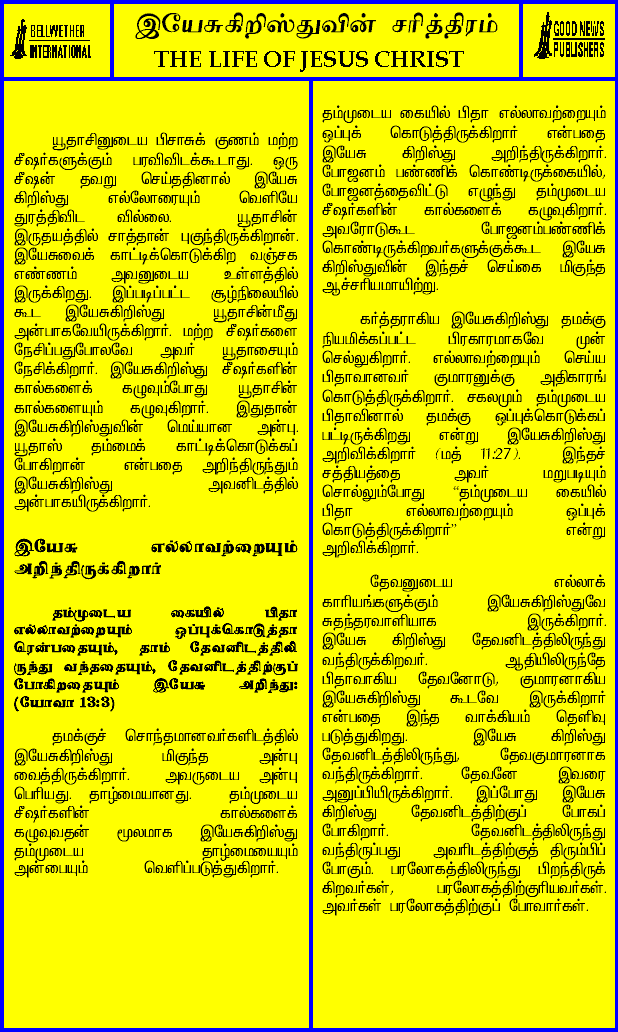 BELLWETHER
INTERNATIONAL
இயேசுகிறிஸ்துவின் சரித்திரம்
THE LIFE OF JESUS CHRIST
GOOD NEWS
PUBLISHERS
யூதாசினுடைய பிசாசுக் குணம் மற்ற
சீஷர்களுக்கும் பரவிவிடக்கூடாது. ஒரு
சீஷன் தவறு செய்ததினால் இயேசு
கிறிஸ்து எல்லோரையும் வெளியே
துரத்திவிட வில்லை. யூதாசின்
இருதயத்தில் சாத்தான் புகுந்திருக்கிறான்.
இயேசுவைக் காட்டிக்கொடுக்கிற வஞ்சக
எண்ணம் அவனுடைய உள்ளத்தில்
இருக்கிறது. இப்படிப்பட்ட சூழ்நிலையில்
கூட இயேசுகிறிஸ்து யூதாசின்மீது
அன்பாகவேயிருக்கிறார். மற்ற சீஷர்களை
நேசிப்பதுபோலவே அவர் யூதாசையும்
நேசிக்கிறார். இயேசுகிறிஸ்து சீஷர்களின்
கால்களைக் கழுவும்போது யூதாசின்
கால்களையும் கழுவுகிறார். இதுதான்
இயேசுகிறிஸ்துவின் மெய்யான அன்பு.
யூதாஸ் தம்மைக் காட்டிக்கொடுக்கப்
போகிறான் என்பதை அறிந்திருந்தும்
இயேசுகிறிஸ்து அவனிடத்தில்
அன்பாகயிருக்கிறார்.
இயேசு எல்லாவற்றையும்
அறிந்திருக்கிறார்
தம்முடைய கையில் பிதா
எல்லாவற்றையும் ஒப்புக்கொடுத்தா
ரென்பதையும், தாம் தேவனிடத்திலி
ருந்து வந்ததையும், தேவனிடத்திற்குப்
போகிறதையும் இயேசு அறிந்து:
(யோவா 13:3)
தமக்குச் சொந்தமானவர்களிடத்தில்
இயேசுகிறிஸ்து மிகுந்த அன்பு
வைத்திருக்கிறார். அவருடைய அன்பு
பெரியது. தாழ்மையானது. தம்முடைய
சீஷர்களின் கால்களைக்
கழுவுவதன் மூலமாக இயேசுகிறிஸ்து
தம்முடைய தாழ்மையையும்
அன்பையும் வெளிப்படுத்துகிறார்.
தம்முடைய கையில் பிதா எல்லாவற்றையும்
ஒப்புக் கொடுத்திருக்கிறார் என்பதை
இயேசு கிறிஸ்து அறிந்திருக்கிறார்.
போஜனம் பண்ணிக் கொண்டிருக்கையில்,
போஜனத்தைவிட்டு எழுந்து தம்முடைய
சீஷர்களின் கால்களைக் கழுவுகிறார்.
அவரோடுகூட போஜனம்பண்ணிக்
கொண்டிருக்கிறவர்களுக்குக்கூட இயேசு
கிறிஸ்துவின் இந்தச் செய்கை மிகுந்த
ஆச்சரியமாயிற்று.
கர்த்தராகிய இயேசுகிறிஸ்து தமக்கு
நியமிக்கப்பட்ட பிரகாரமாகவே முன்
செல்லுகிறார். எல்லாவற்றையும் செய்ய
பிதாவானவர் குமாரனுக்கு அதிகாரங்
கொடுத்திருக்கிறார். சகலமும் தம்முடைய
பிதாவினால் தமக்கு ஒப்புக்கொடுக்கப்
பட்டிருக்கிறது என்று இயேசுகிறிஸ்து
அறிவிக்கிறார் (மத் 11:27). இந்தச்
சத்தியத்தை அவர் மறுபடியும்
சொல்லும்போது “தம்முடைய கையில்
பிதா எல்லாவற்றையும் ஒப்புக்
கொடுத்திருக்கிறார்” என்று
அறிவிக்கிறார்.
தேவனுடைய எல்லாக்
காரியங்களுக்கும் இயேசுகிறிஸ்துவே
சுதந்தரவாளியாக இருக்கிறார்.
இயேசு கிறிஸ்து தேவனிடத்திலிருந்து
வந்திருக்கிறவர். ஆதியிலிருந்தே
பிதாவாகிய தேவனோடு, குமாரனாகிய
இயேசுகிறிஸ்து கூடவே இருக்கிறார்
என்பதை இந்த வாக்கியம் தெளிவு
படுத்துகிறது. இயேசு கிறிஸ்து
தேவனிடத்திலிருந்து, தேவகுமாரனாக
வந்திருக்கிறார். தேவனே இவரை
அனுப்பியிருக்கிறார். இப்போது இயேசு
கிறிஸ்து தேவனிடத்திற்குப் போகப்
போகிறார். தேவனிடத்திலிருந்து
வந்திருப்பது அவரிடத்திற்குத் திரும்பிப்
போகும். பரலோகத்திலிருந்து பிறந்திருக்
கிறவர்கள், பரலோகத்திற்குரியவர்கள்.
அவர்கள் பரலோகத்திற்குப் போவார்கள்.